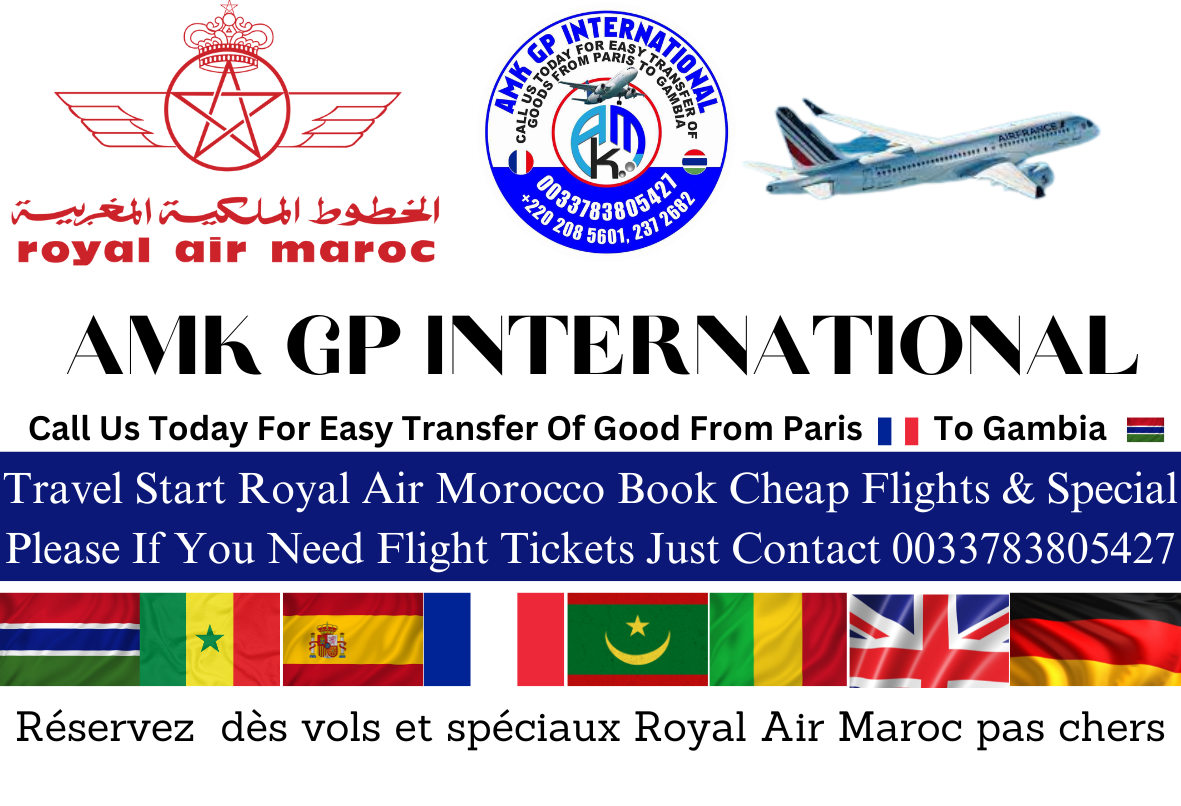 الخطوط الملكية المغربية
royal air maroc
AMK GP INTERNATIONAL
CALL US TODAY FOR EASY TRANSFER OF
GOODS FROM PARIS TO GAMBIA
AMK
0033783805427
+220 208 5601, 237 2682
AIRFRANCE
AMK GP INTERNATIONAL
Call Us Today For Easy Transfer Of Good From Paris To Gambia
Travel Start Royal Air Morocco Book Cheap Flights & Special
Please If You Need Flight Tickets Just Contact 0033783805427
Réservez dès vols et spéciaux Royal Air Maroc pas chers